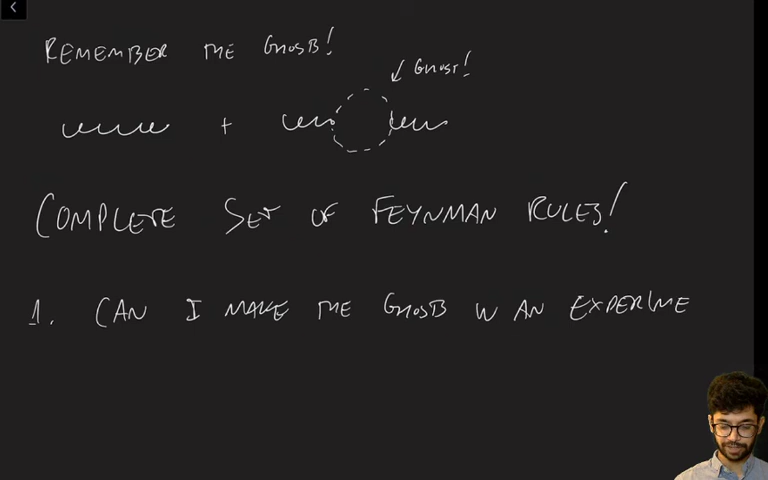 REMEMBER THE GHOSTS!
↙ GHOST!
+
COMPLETE SET OF FEYNMAN RULES!
1. CAN I MAKE THE GHOSTS IN AN EXPERIME